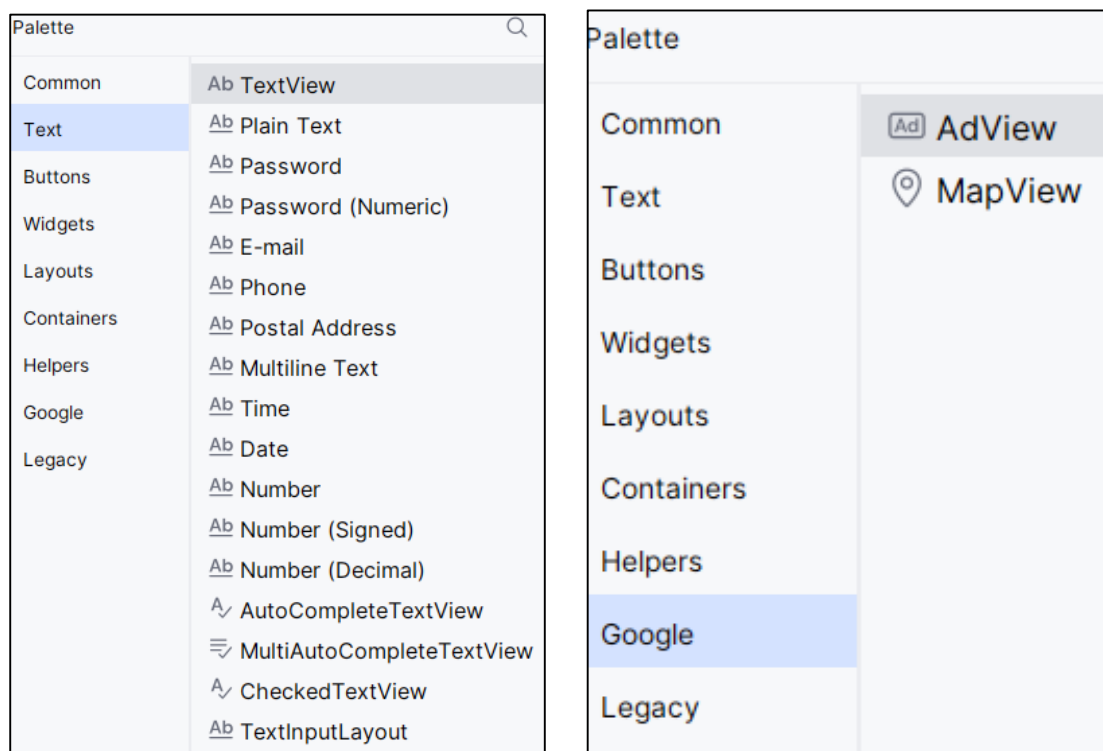 Palette
Common
Text
Buttons
Widgets
Layouts
Containers
Helpers
Google
Legacy
Ab TextView
Ab Plain Text
Ab Password
Ab Password (Numeric)
Ab E-mail
Ab Phone
Ab Postal Address
Ab Multiline Text
Ab Time
Ab Date
Ab Number
Ab Number (Signed)
Ab Number (Decimal)
A AutoCompleteTextView
MultiAutoCompleteTextView
A CheckedTextView
Ab TextInputLayout
Palette
Common
Text
Buttons
Widgets
Layouts
Containers
Helpers
Google
Legacy
Ad AdView
MapView